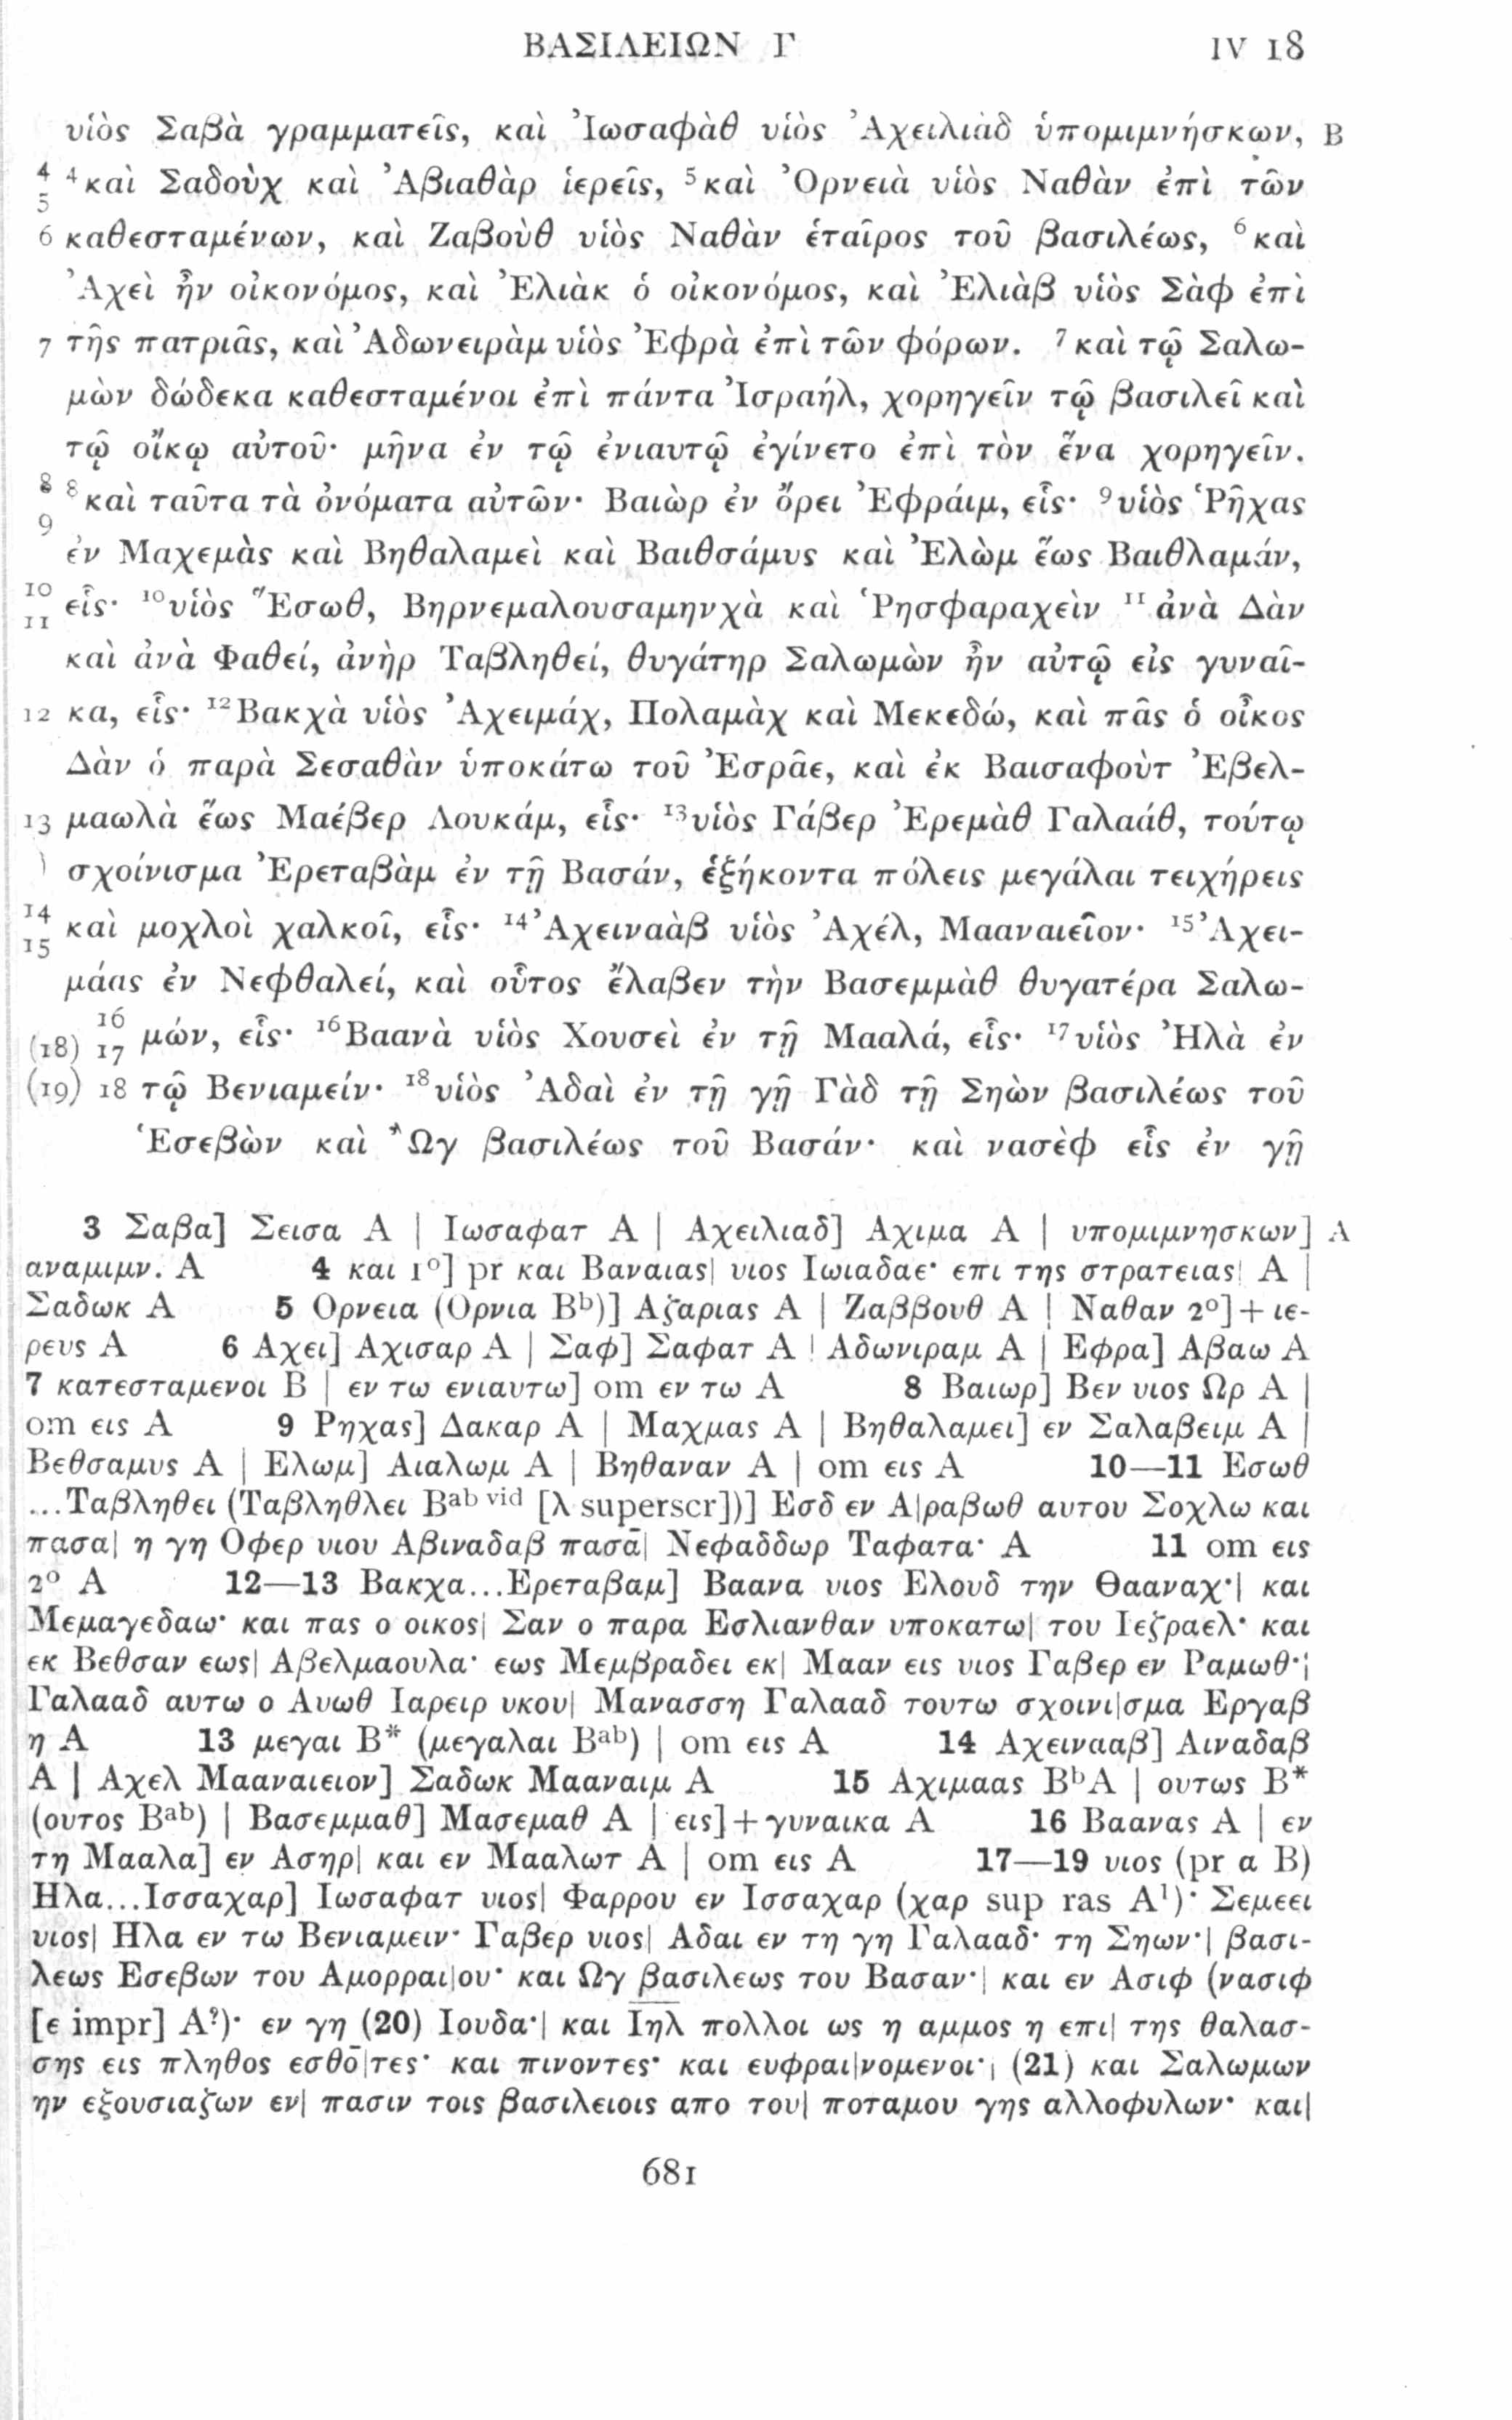 ΒΑΣΙΛΕΙΩΝ Γ IV 18
υἱὸς Σαβὰ γραμματεῖς, καὶ Ἰωσαφὰθ υἱὸς Ἀχειλιὰδ ὑπομιμνήσκων, B
4 ⁴καὶ Σαδοὺχ καὶ Ἀβιαθὰρ ἱερεῖς, ⁵καὶ Ὀρνειὰ υἱὸς Ναθὰν ἐπὶ τῶν
5
6 καθεσταμένων, καὶ Ζαβοὺθ υἱὸς Ναθὰν ἑταῖρος τοῦ βασιλέως, ⁶καὶ
Ἀχεὶ ἦν οἰκονόμος, καὶ Ἐλιὰκ ὁ οἰκονόμος, καὶ Ἐλιὰβ υἱὸς Σὰφ ἐπὶ
7 τῆς πατριᾶς, καὶ Ἀδωνειρὰμ υἱὸς Ἐφρὰ ἐπὶ τῶν φόρων. ⁷καὶ τῷ Σαλω-
μὼν δώδεκα καθεσταμένοι ἐπὶ πάντα Ἰσραήλ, χορηγεῖν τῷ βασιλεῖ καὶ
τῷ οἴκῳ αὐτοῦ· μῆνα ἐν τῷ ἐνιαυτῷ ἐγίνετο ἐπὶ τὸν ἕνα χορηγεῖν.
8 ⁸καὶ ταῦτα τὰ ὀνόματα αὐτῶν· Βαιὼρ ἐν ὄρει Ἐφράιμ, εἷς· ⁹υἱὸς Ῥῆχας
9
ἐν Μαχεμὰς καὶ Βηθαλαμεὶ καὶ Βαιθσάμυς καὶ Ἐλὼμ ἕως Βαιθλαμάν,
10 εἷς· ¹⁰υἱὸς Ἕσωθ, Βηρνεμαλουσαμηνχὰ καὶ Ῥησφαραχεὶν ¹¹ἀνὰ Δὰν
11
καὶ ἀνὰ Φαθεί, ἀνὴρ Ταβληθεί, θυγάτηρ Σαλωμὼν ἦν αὐτῷ εἰς γυναῖ-
12 κα, εἷς· ¹²Βακχὰ υἱὸς Ἀχειμάχ, Πολαμὰχ καὶ Μεκεδώ, καὶ πᾶς ὁ οἶκος
Δὰν ὁ παρὰ Σεσαθὰν ὑποκάτω τοῦ Ἐσρᾶε, καὶ ἐκ Βαισαφοὺτ Ἐβελ-
13 μαωλὰ ἕως Μαέβερ Λουκάμ, εἷς· ¹³υἱὸς Γάβερ Ἐρεμὰθ Γαλαάθ, τούτῳ
σχοίνισμα Ἐρεταβὰμ ἐν τῇ Βασάν, ἑξήκοντα πόλεις μεγάλαι τειχήρεις
14 καὶ μοχλοὶ χαλκοῖ, εἷς· ¹⁴Ἀχειναὰβ υἱὸς Ἀχέλ, Μααναιεῖον· ¹⁵Ἀχει-
15
μάας ἐν Νεφθαλεί, καὶ οὗτος ἔλαβεν τὴν Βασεμμὰθ θυγατέρα Σαλω-
16
(18) 17 μών, εἷς· ¹⁶Βαανὰ υἱὸς Χουσεὶ ἐν τῇ Μααλά, εἷς· ¹⁷υἱὸς Ἠλὰ ἐν
(19) 18 τῷ Βενιαμείν· ¹⁸υἱὸς Ἀδαὶ ἐν τῇ γῇ Γὰδ τῇ Σηὼν βασιλέως τοῦ
Ἑσεβὼν καὶ Ὢγ βασιλέως τοῦ Βασάν· καὶ νασὲφ εἷς ἐν γῇ
3 Σαβα] Σεισα A | Ιωσαφατ A | Αχειλιαδ] Αχιμα A | υπομιμνησκων] A
αναμιμν. A 4 και 1⁰] pr και Βαναιας| υιος Ιωιαδαε· επι της στρατειας| A |
Σαδωκ A 5 Ορνεια (Ορνια Bᵇ)] Αζαριας A | Ζαββουθ A | Ναθαν 2⁰] + ιε-
ρευς A 6 Αχει] Αχισαρ A | Σαφ] Σαφατ A | Αδωνιραμ A | Εφρα] Αβαω A
7 κατεσταμενοι B | εν τω ενιαυτω] om εν τω A 8 Βαιωρ] Βεν υιος Ωρ A |
om εις A 9 Ρηχας] Δακαρ A | Μαχμας A | Βηθαλαμει] εν Σαλαβειμ A |
Βεθσαμυς A | Ελωμ] Αιαλωμ A | Βηθαναν A | om εις A 10—11 Εσωθ
...Ταβληθει (Ταβληθλει Bᵃᵇ ᵛⁱᵈ [λ superscr])] Εσδ εν Α|ραβωθ αυτου Σοχλω και
πασα| η γη Οφερ υιου Αβιναδαβ πασᾱ| Νεφαδδωρ Ταφατα· A 11 om εις
2⁰ A 12—13 Βακχα...Ερεταβαμ] Βαανα υιος Ελουδ την Θααναχ·| και
Μεμαγεδαω· και πας ο οικος| Σαν ο παρα Εσλιανθαν υποκατω| του Ιεζραελ· και
εκ Βεθσαν εως| Αβελμαουλα· εως Μεμβραδει εκ| Μααν εις υιος Γαβερ εν Ραμωθ·|
Γαλααδ αυτω ο Αυωθ Ιαρειρ υκου| Μανασση Γαλααδ τουτω σχοινι|σμα Εργαβ
η A 13 μεγαι B* (μεγαλαι Bᵃᵇ) | om εις A 14 Αχεινααβ] Αιναδαβ
A | Αχελ Μααναιειον] Σαδωκ Μααναιμ A 15 Αχιμαας BᵇA | ουτως B*
(ουτος Bᵃᵇ) | Βασεμμαθ] Μασεμαθ A | εις] + γυναικα A 16 Βαανας A | εν
τη Μααλα] εν Ασηρ| και εν Μααλωτ A | om εις A 17—19 υιος (pr α B)
Ηλα...Ισσαχαρ] Ιωσαφατ υιος| Φαρρου εν Ισσαχαρ (χαρ sup ras A¹)· Σεμεει
υιος| Ηλα εν τω Βενιαμειν· Γαβερ υιος| Αδαι εν τη γη Γαλααδ· τη Σηων·| βασι-
λεως Εσεβων του Αμορραι|ου· και Ωγ βασιλεως του Βασαν·| και εν Ασιφ (νασιφ
[ε impr] A?)· εν γη (20) Ιουδα·| και Ιη̅λ̅ πολλοι ως η αμμος η επι| της θαλασ-
σης εις πληθος εσθο̄|τες· και πινοντες· και ευφραι|νομενοι·| (21) και Σαλωμων
ην εξουσιαζων εν| πασιν τοις βασιλειοις απο του| ποταμου γης αλλοφυλων· και|
681